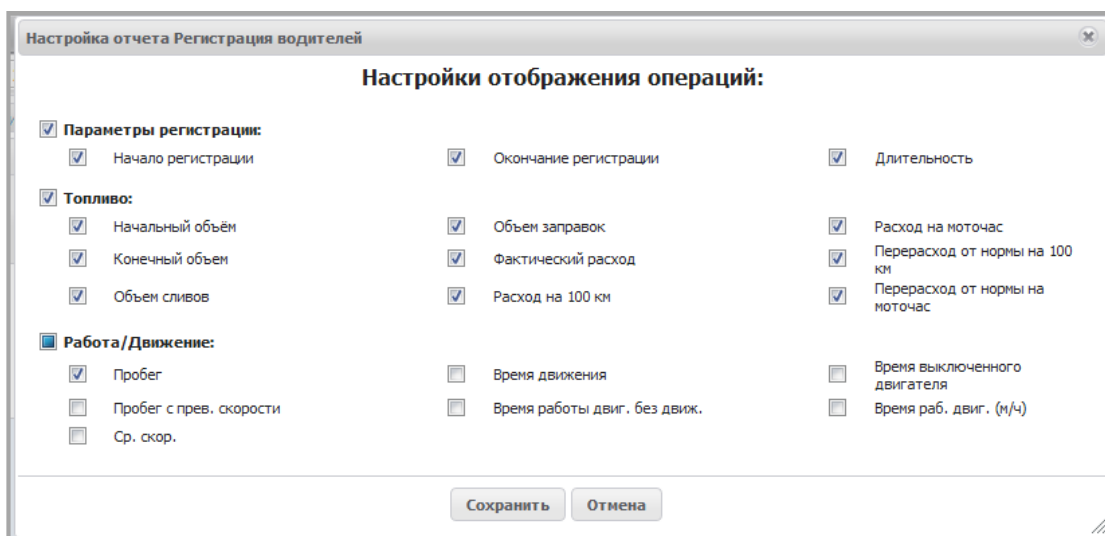 Настройка отчета Регистрация водителей
Настройки отображения операций:
Параметры регистрации:
Начало регистрации
Окончание регистрации
Длительность
Топливо:
Начальный объём
Объем заправок
Расход на моточас
Конечный объем
Фактический расход
Перерасход от нормы на 100
км
Объем сливов
Расход на 100 км
Перерасход от нормы на
моточас
Работа/Движение:
Пробег
Время движения
Время выключенного
двигателя
Пробег с прев. скорости
Время работы двиг. без движ.
Время раб. двиг. (м/ч)
Ср. скор.
Сохранить
Отмена